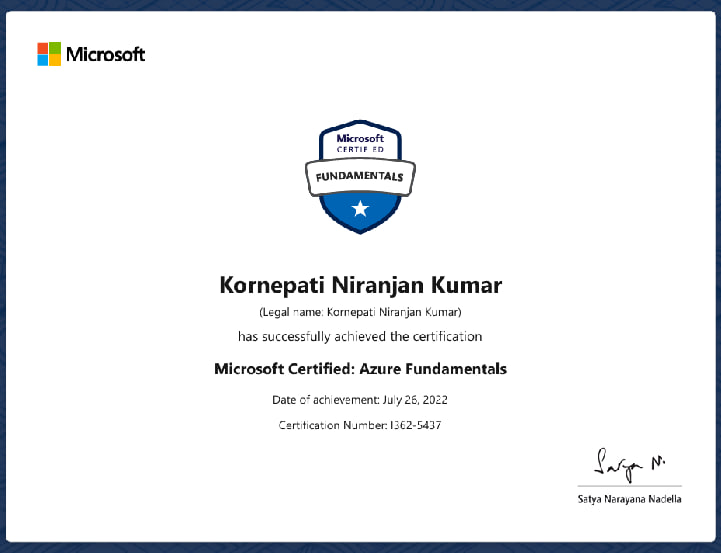 Microsoft
Microsoft
CERTIFIED
FUNDAMENTALS
Kornepati Niranjan Kumar
(Legal name: Kornepati Niranjan Kumar)
has successfully achieved the certification
Microsoft Certified: Azure Fundamentals
Date of achievement: July 26, 2022
Certification Number: I362-5437
Satya N.
Satya Narayana Nadella